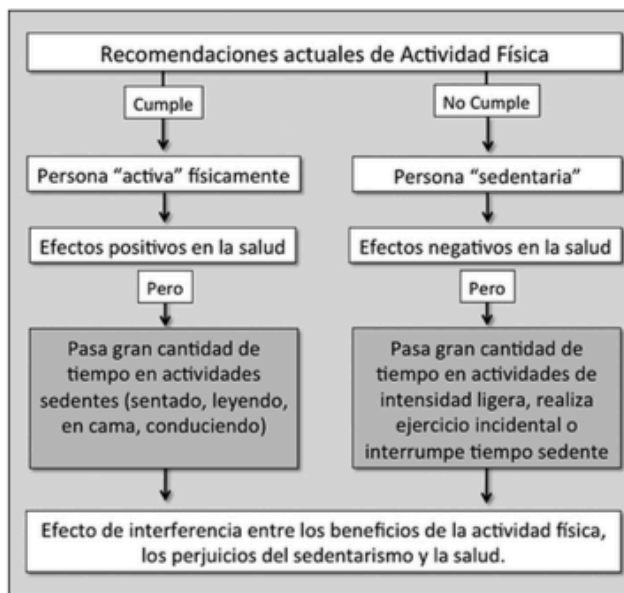 Recomendaciones actuales de Actividad Física
Cumple
No Cumple
Persona “activa” físicamente
Persona “sedentaria”
Efectos positivos en la salud
Efectos negativos en la salud
Pero
Pero
Pasa gran cantidad de
tiempo en actividades
sedentes (sentado, leyendo,
en cama, conduciendo)
Pasa gran cantidad de
tiempo en actividades de
intensidad ligera, realiza
ejercicio incidental o
interrumpe tiempo sedente
Efecto de interferencia entre los beneficios de la actividad física,
los perjuicios del sedentarismo y la salud.